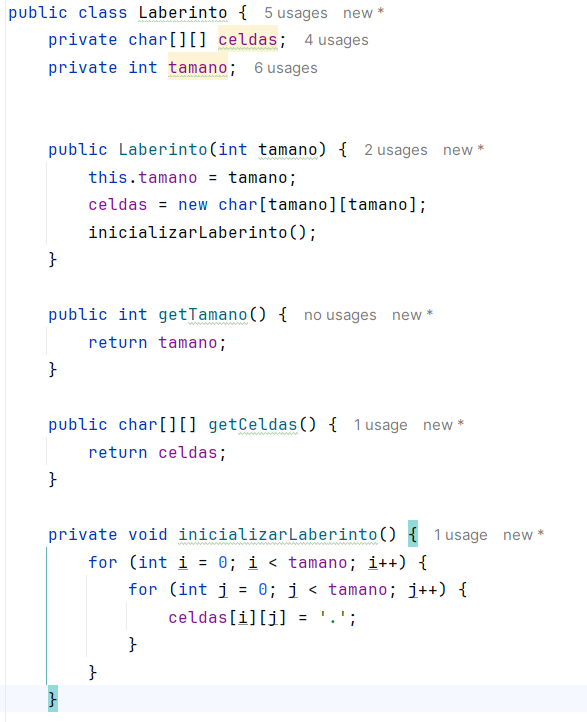 public class Laberinto { 5 usages new *
private char[][] celdas; 4 usages
private int tamano; 6 usages
public Laberinto(int tamano) { 2 usages new *
this.tamano = tamano;
celdas = new char[tamano][tamano];
inicializarLaberinto();
}
public int getTamano() { no usages new *
return tamano;
}
public char[][] getCeldas() { 1 usage new *
return celdas;
}
private void inicializarLaberinto() { 1 usage new *
for (int i = 0; i < tamano; i++) {
for (int j = 0; j < tamano; j++) {
celdas[i][j] = '.';
}
}
}